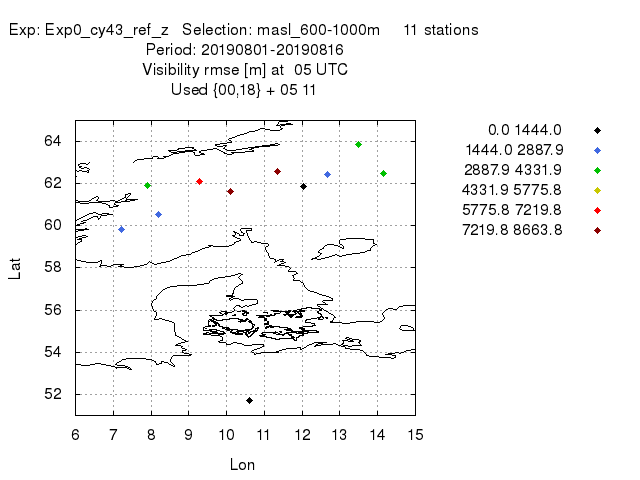 Exp: Exp0_cy43_ref_z Selection: masl_600-1000m 11 stations
Period: 20190801-20190816
Visibility rmse [m] at 05 UTC
Used {00,18} + 05 11
0.0 1444.0
1444.0 2887.9
2887.9 4331.9
4331.9 5775.8
5775.8 7219.8
7219.8 8663.8
Lat
64
62
60
58
56
54
52
6 7 8 9 10 11 12 13 14 15
Lon